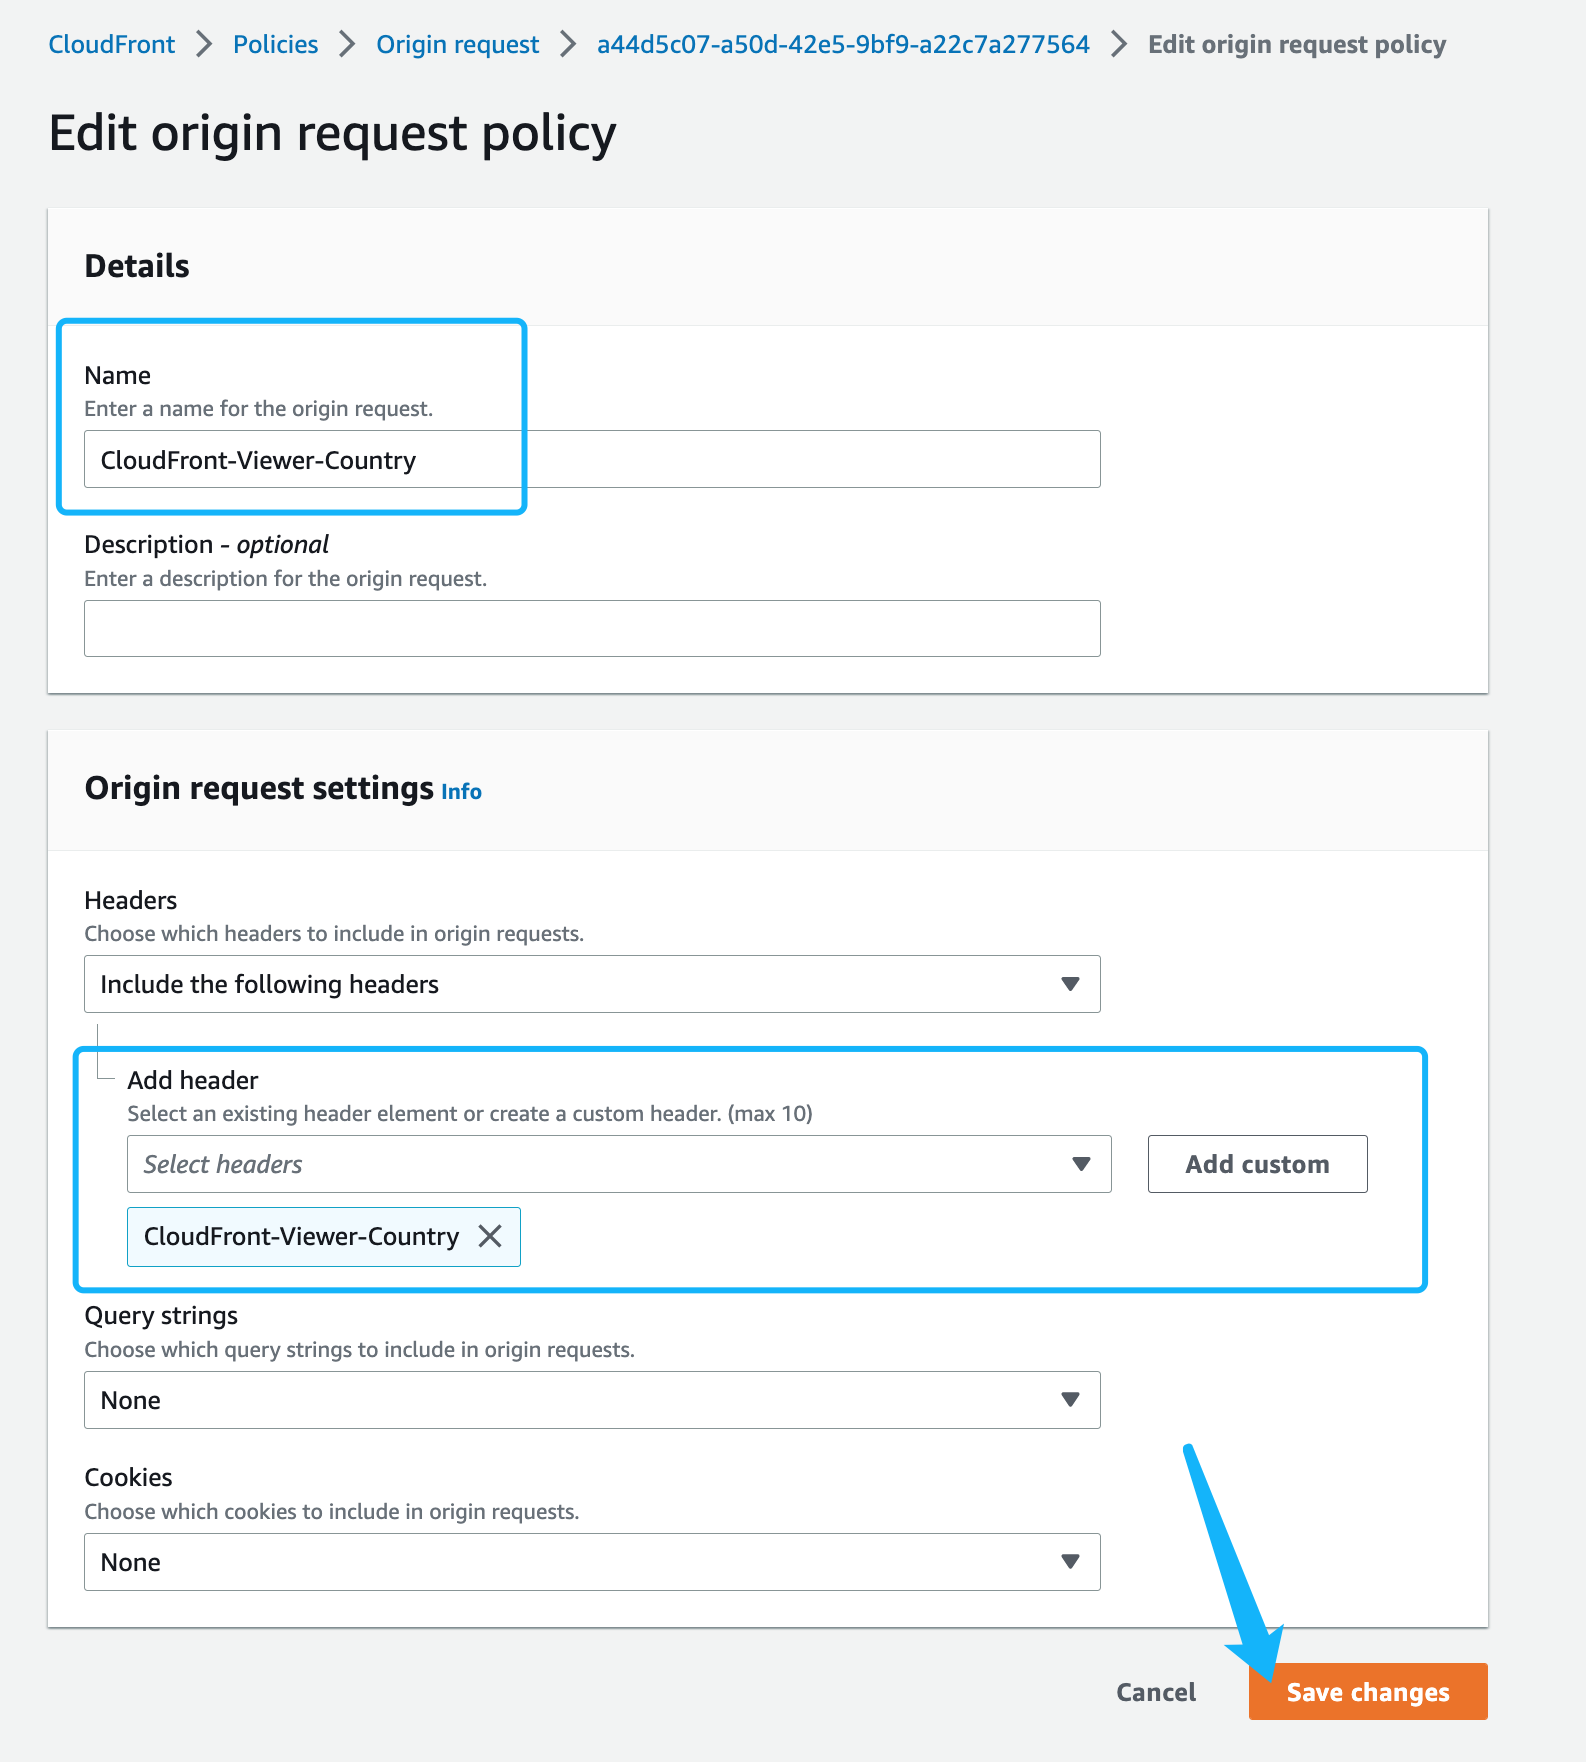 CloudFront > Policies > Origin request > a44d5c07-a50d-42e5-9bf9-a22c7a277564 > Edit origin request policy
Edit origin request policy
Details
Name
Enter a name for the origin request.
CloudFront-Viewer-Country
Description - optional
Enter a description for the origin request.
Origin request settings Info
Headers
Choose which headers to include in origin requests.
Include the following headers
Add header
Select an existing header element or create a custom header. (max 10)
Select headers
Add custom
CloudFront-Viewer-Country
Query strings
Choose which query strings to include in origin requests.
None
Cookies
Choose which cookies to include in origin requests.
None
Cancel
Save changes